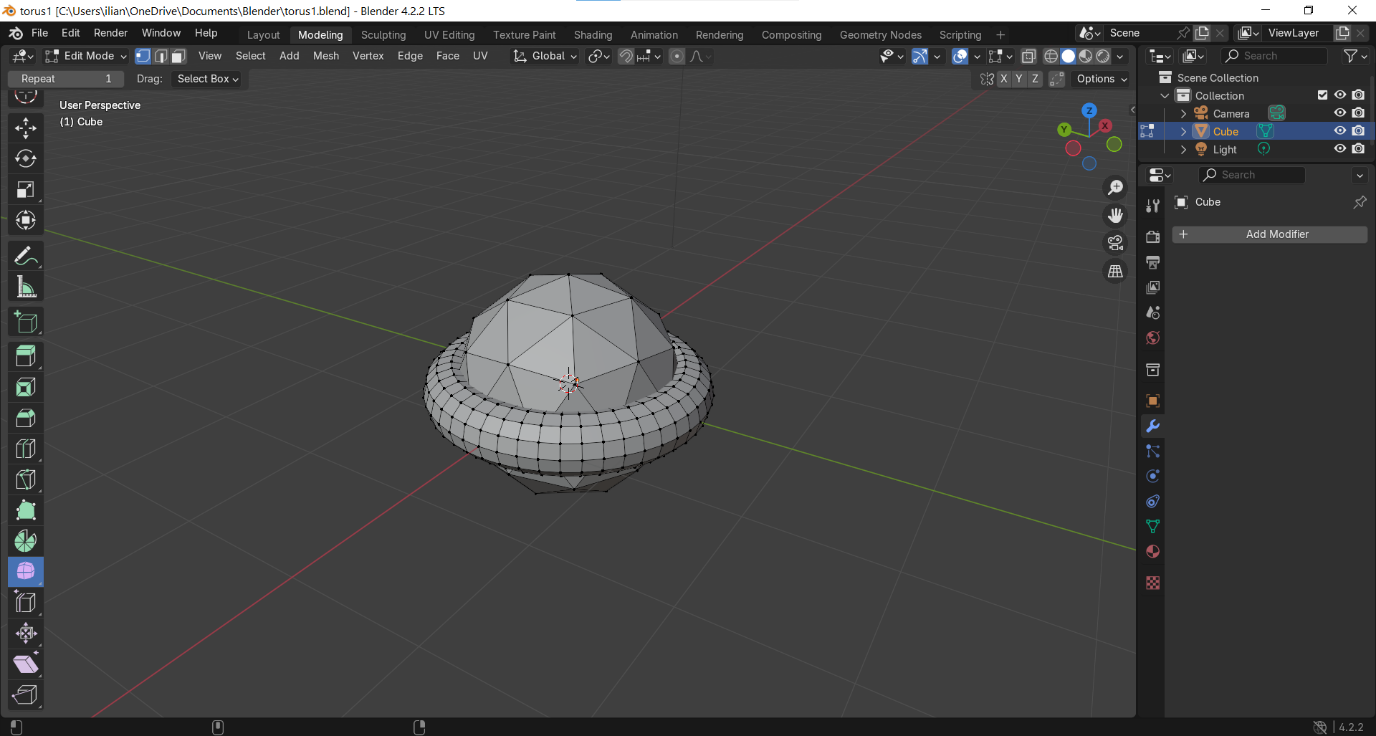 torus1 [C:\Users\ilian\OneDrive\Documents\Blender\torus1.blend] - Blender 4.2.2 LTS
File Edit Render Window Help Layout Modeling Sculpting UV Editing Texture Paint Shading Animation Rendering Compositing Geometry Nodes Scripting + Scene ViewLayer
Edit Mode View Select Add Mesh Vertex Edge Face UV Global Search
Repeat 1 Drag: Select Box X Y Z Options
Scene Collection
Collection
Camera
Cube
Light
User Perspective
(1) Cube
Z
X
Y
Search
Cube
+ Add Modifier
4.2.2